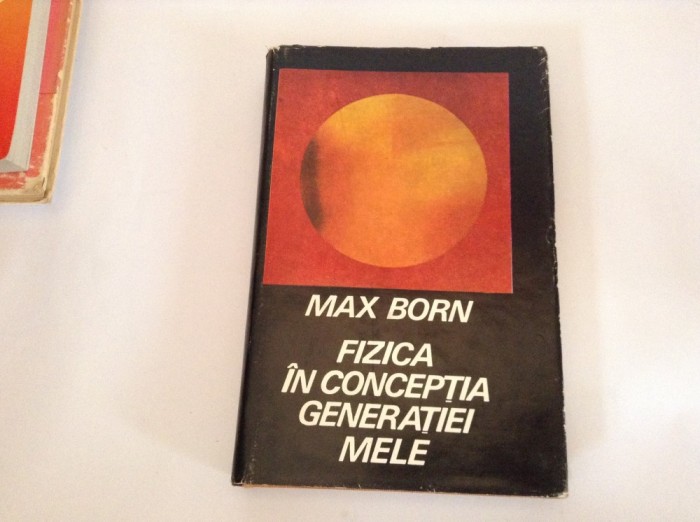 MAX BORN
FIZICA
ÎN CONCEPȚIA
GENERAȚIEI
MELE